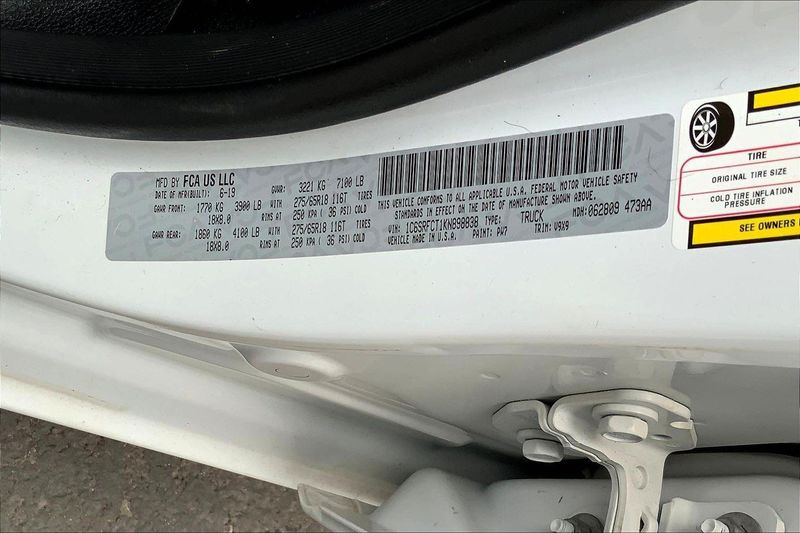 MFD BY FCA US LLC
DATE OF MFR(BUILT): 6-19 GVWR: 3221 KG 7100 LB
GAWR FRONT: 1770 KG 3900 LB WITH 275/65R18 116T TIRES
18X8.0 RIMS AT 250 KPA ( 36 PSI) COLD
GAWR REAR: 1860 KG 4100 LB WITH 275/65R18 116T TIRES
18X8.0 RIMS AT 250 KPA ( 36 PSI) COLD
THIS VEHICLE CONFORMS TO ALL APPLICABLE U.S.A. FEDERAL MOTOR VEHICLE SAFETY
STANDARDS IN EFFECT ON THE DATE OF MANUFACTURE SHOWN ABOVE.
VIN: 1C6SRFCT1KN898838 TYPE: TRUCK MDH: 062809 473AA
VEHICLE MADE IN U.S.A. PAINT: PW7 TRIM: V9X9
TIRE
ORIGINAL TIRE SIZE
COLD TIRE INFLATION
PRESSURE
SEE OWNERS